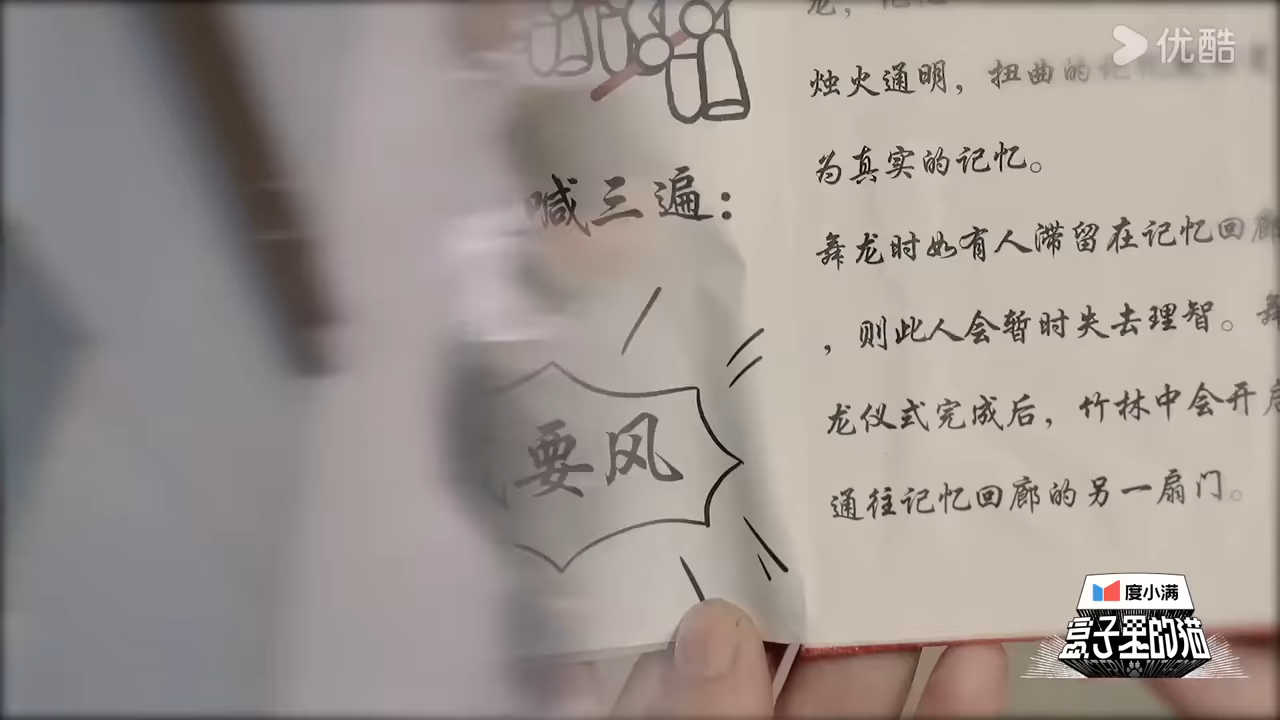 喊三遍：
要风
烛火通明，扭曲的
为真实的记忆。
舞龙时如有人滞留在记忆回廊
，则此人会暂时失去理智。舞
龙仪式完成后，竹林中会开启
通往记忆回廊的另一扇门。
优酷
度小满
盒子里的猫